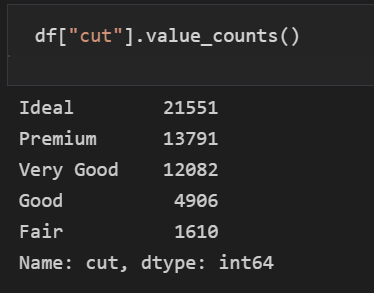 df["cut"].value_counts()
Ideal 21551
Premium 13791
Very Good 12082
Good 4906
Fair 1610
Name: cut, dtype: int64